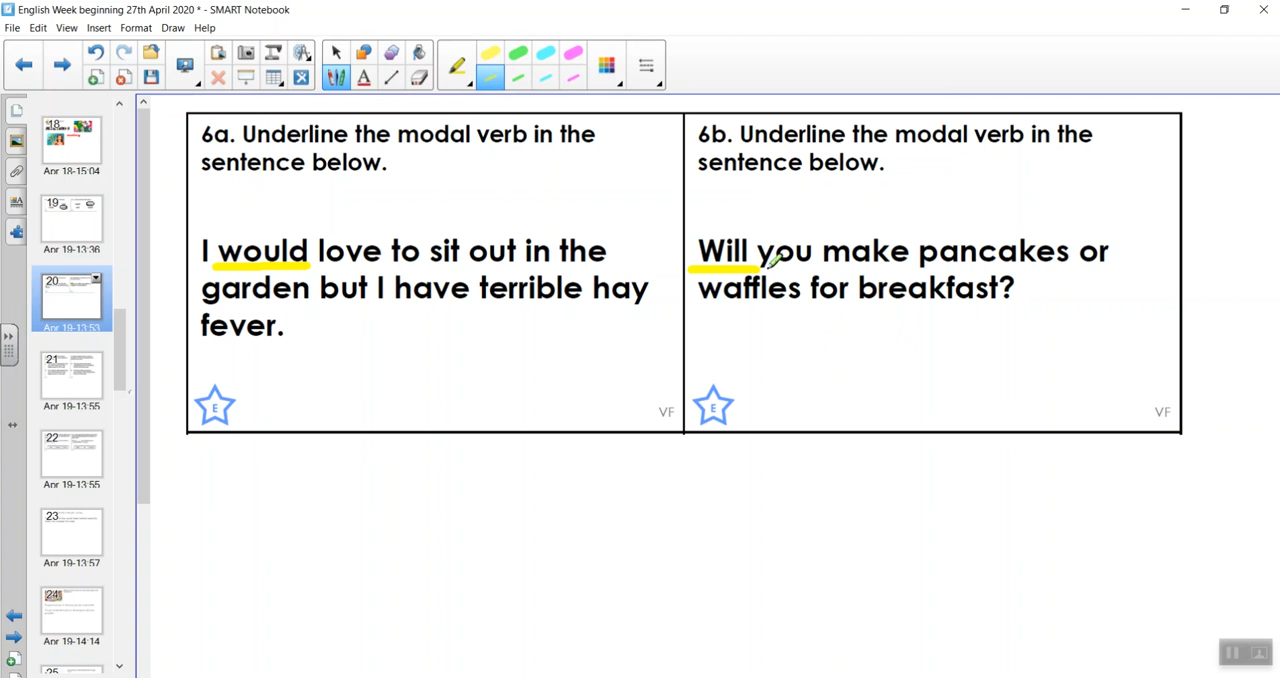 English Week beginning 27th April 2020 * - SMART Notebook
File Edit View Insert Format Draw Help
18
Apr 18-15:04
19
Apr 19-13:36
20
Apr 19-13:53
21
Apr 19-13:55
22
Apr 19-13:55
23
Apr 19-13:57
24
Apr 19-14:14
25
6a. Underline the modal verb in the
sentence below.
I would love to sit out in the
garden but I have terrible hay
fever.
E
VF
6b. Underline the modal verb in the
sentence below.
Will you make pancakes or
waffles for breakfast?
E
VF